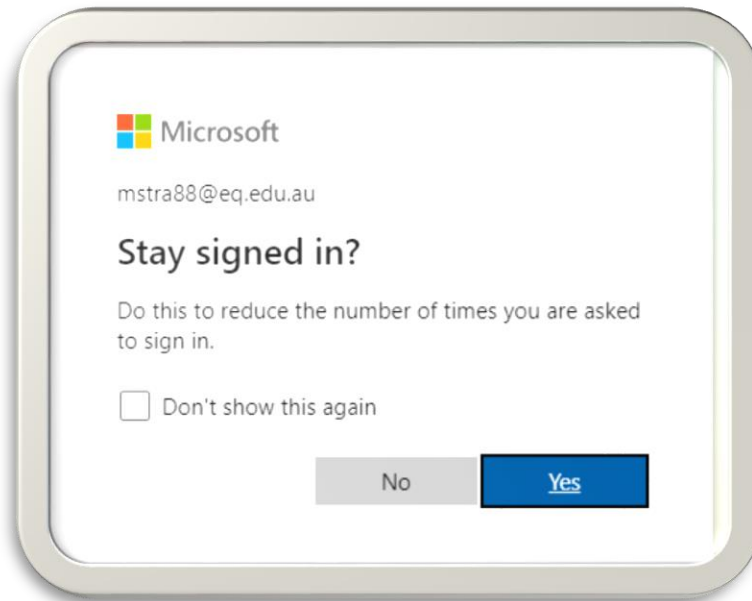 Microsoft
mstra88@eq.edu.au
Stay signed in?
Do this to reduce the number of times you are asked
to sign in.
Don't show this again
No
Yes